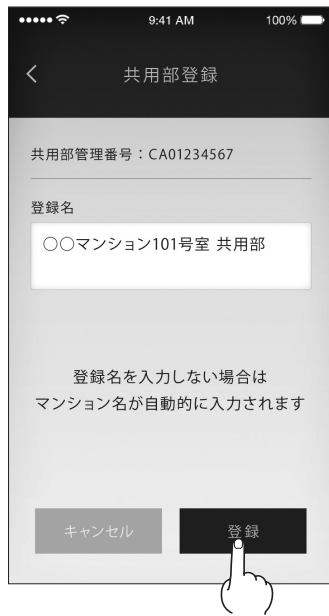 9:41 AM 100%
共用部登録
共用部管理番号：CA01234567
登録名
○○マンション101号室 共用部
登録名を入力しない場合は
マンション名が自動的に入力されます
キャンセル 登録